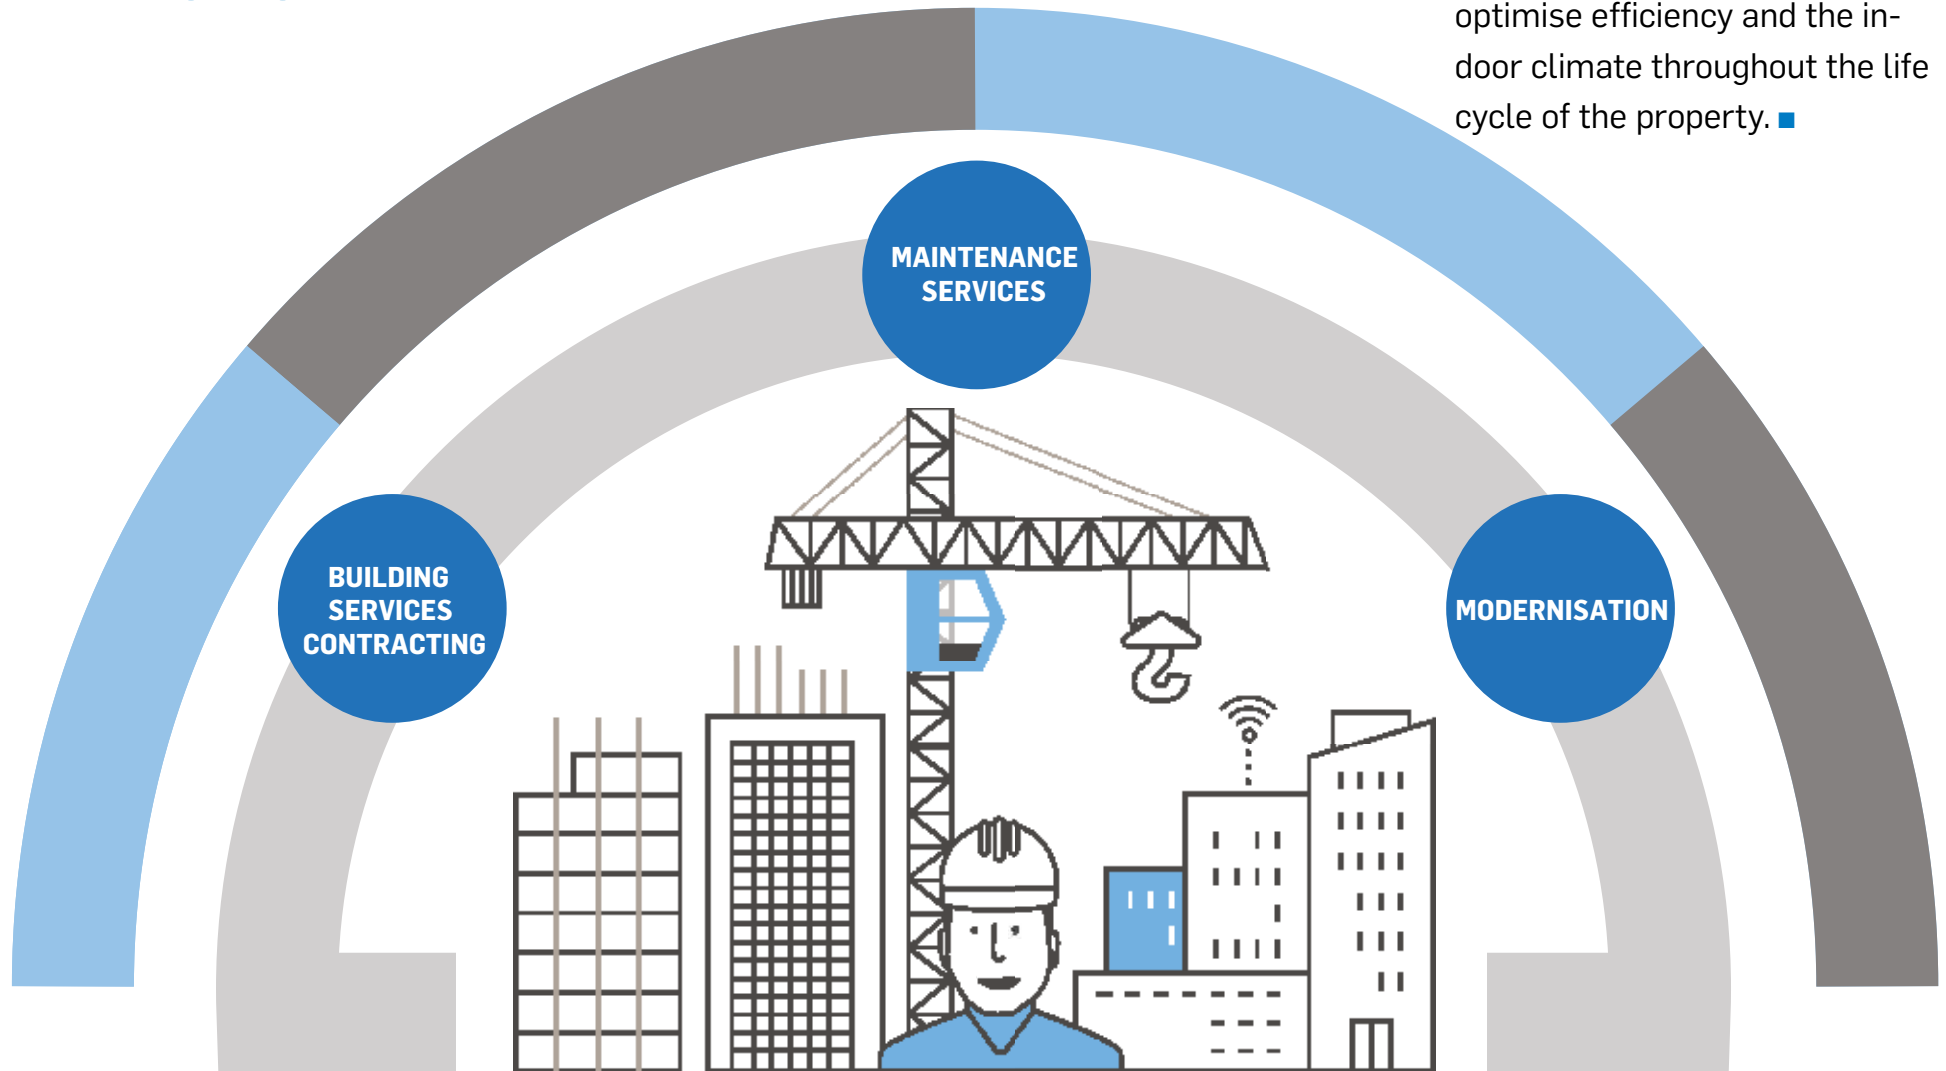 optimise efficiency and the in-
door climate throughout the life
cycle of the property.
MAINTENANCE
SERVICES
BUILDING
SERVICES
CONTRACTING
MODERNISATION